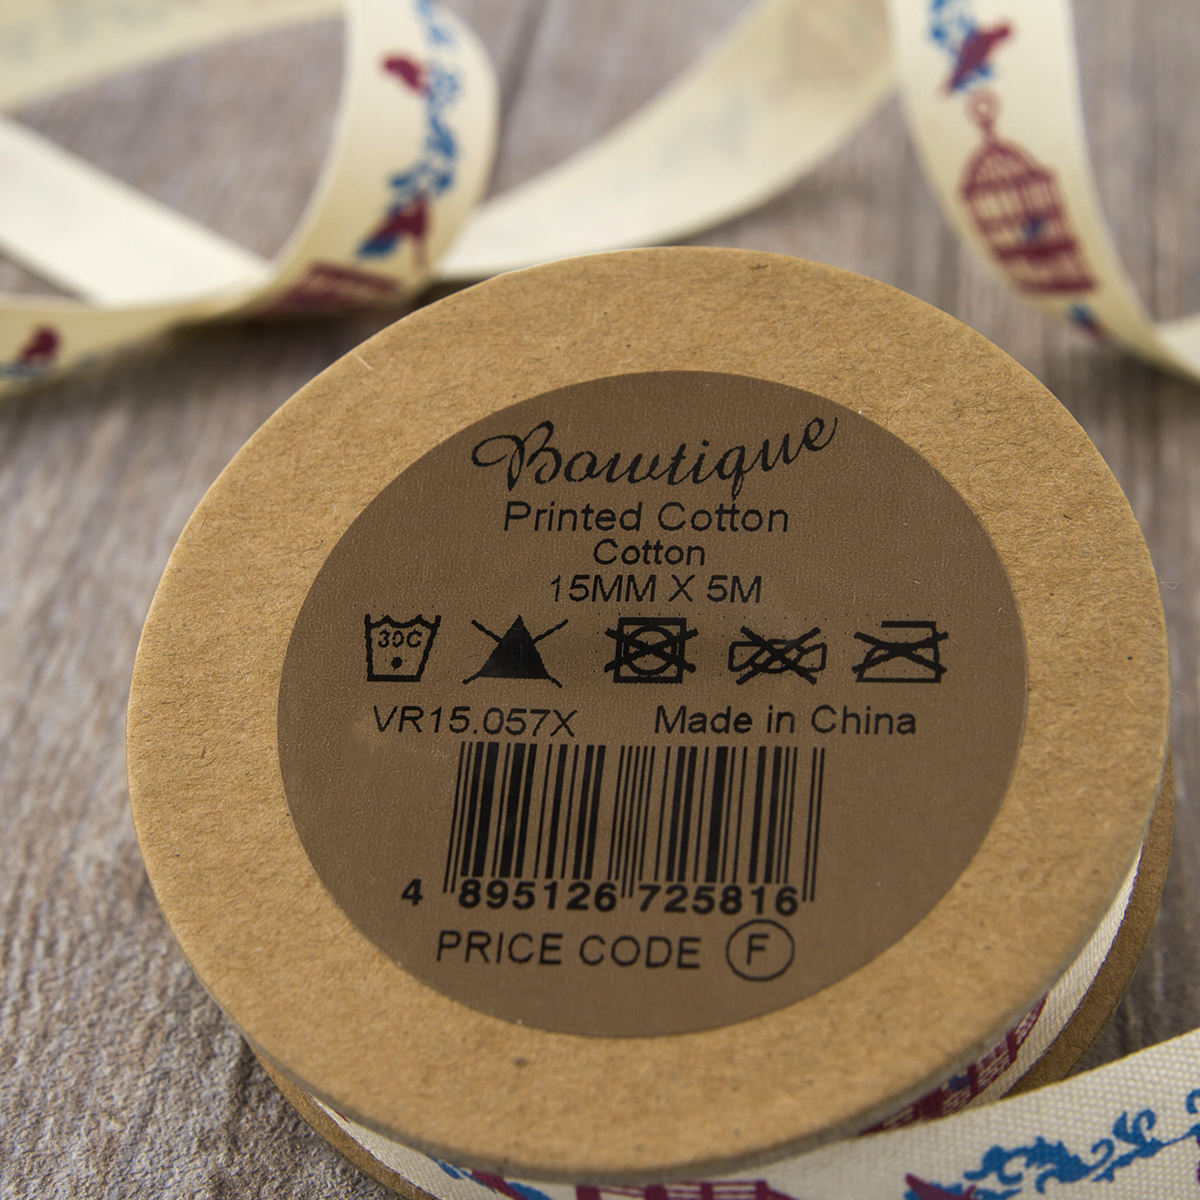 Bowtique
Printed Cotton
Cotton
15MM X 5M
30C
VR15.057X Made in China
4 895126 725816
PRICE CODE F